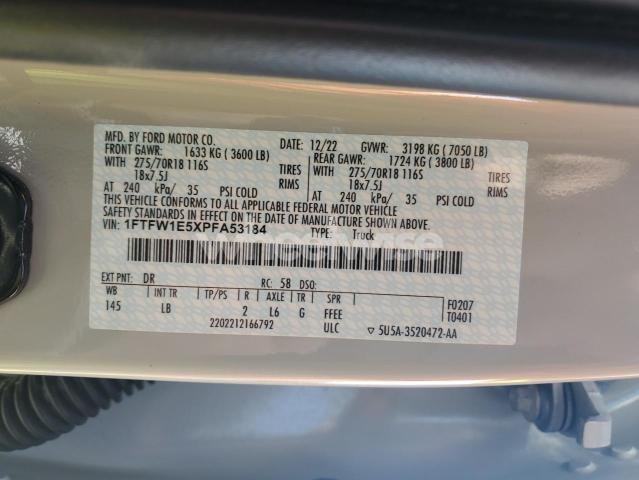 MFD. BY FORD MOTOR CO. DATE: 12/22 GVWR: 3198 KG ( 7050 LB)
FRONT GAWR: 1633 KG ( 3600 LB) REAR GAWR: 1724 KG ( 3800 LB)
WITH 275/70R18 116S TIRES WITH 275/70R18 116S TIRES
18x7.5J RIMS 18x7.5J RIMS
AT 240 kPa/ 35 PSI COLD AT 240 kPa/ 35 PSI COLD
THIS VEHICLE CONFORMS TO ALL APPLICABLE FEDERAL MOTOR VEHICLE
SAFETY STANDARDS IN EFFECT ON THE DATE OF MANUFACTURE SHOWN ABOVE.
VIN: 1FTFW1E5XPFA53184 TYPE: Truck
EXT PNT: DR RC: 58 DSO:
WB INT TR TP/PS R AXLE TR SPR F0207
145 LB 2 L6 G FFEE T0401
2202212166792 ULC ▽ 5U5A-3520472-AA